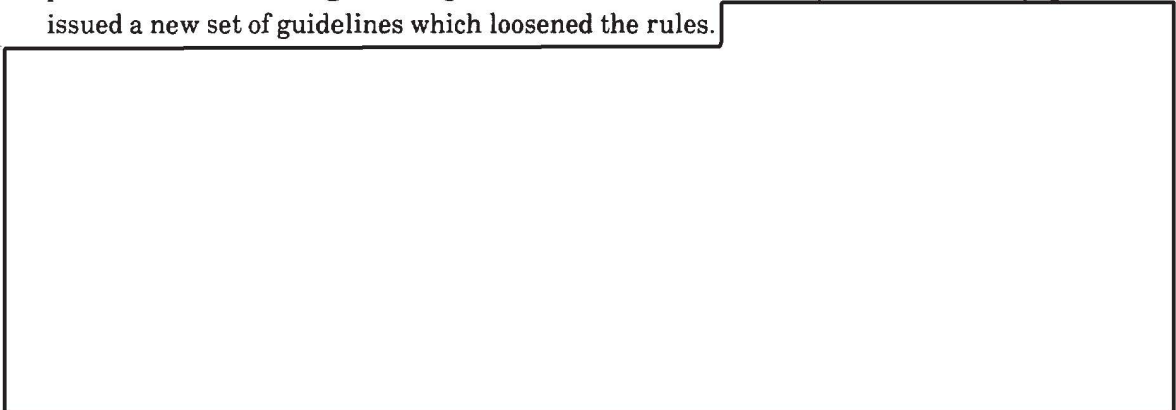 issued a new set of guidelines which loosened the rules.